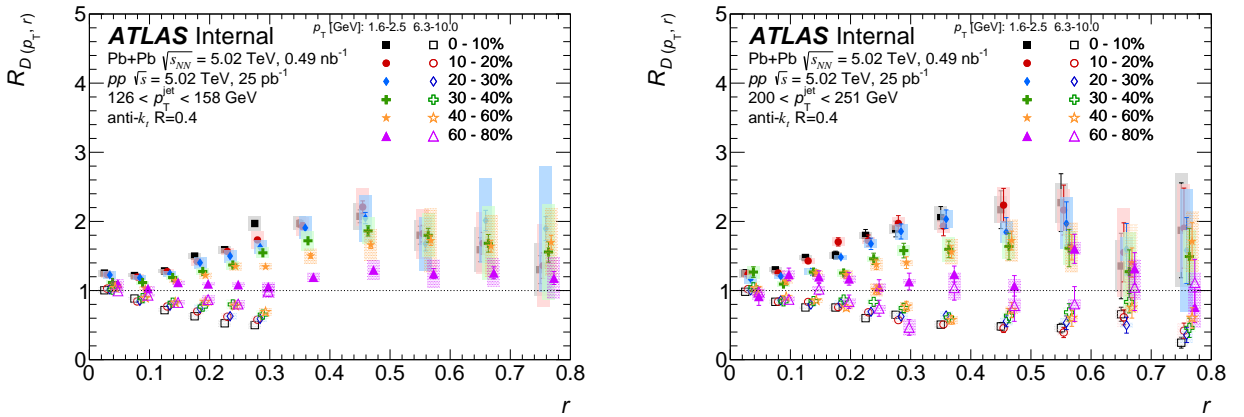 ATLAS Internal
Pb+Pb √s_NN = 5.02 TeV, 0.49 nb⁻¹
pp √s = 5.02 TeV, 25 pb⁻¹
126 < p_T^jet < 158 GeV
anti-k_t R=0.4
p_T [GeV]: 1.6-2.5 6.3-10.0
0 - 10%
10 - 20%
20 - 30%
30 - 40%
40 - 60%
60 - 80%
R_D(p_T, r)
5
4
3
2
1
0
0 0.1 0.2 0.3 0.4 0.5 0.6 0.7 0.8
r
ATLAS Internal
Pb+Pb √s_NN = 5.02 TeV, 0.49 nb⁻¹
pp √s = 5.02 TeV, 25 pb⁻¹
200 < p_T^jet < 251 GeV
anti-k_t R=0.4
p_T [GeV]: 1.6-2.5 6.3-10.0
0 - 10%
10 - 20%
20 - 30%
30 - 40%
40 - 60%
60 - 80%
R_D(p_T, r)
5
4
3
2
1
0
0 0.1 0.2 0.3 0.4 0.5 0.6 0.7 0.8
r